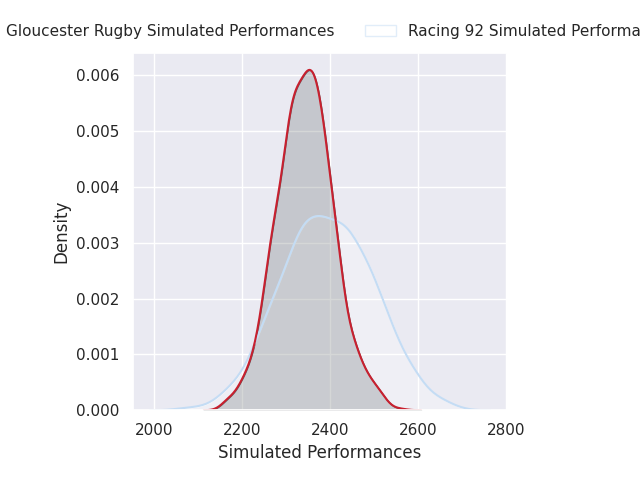 Gloucester Rugby Simulated Performances
Racing 92 Simulated Performa
0.006
0.005
0.004
0.003
0.002
0.001
0.000
Density
2000 2200 2400 2600 2800
Simulated Performances